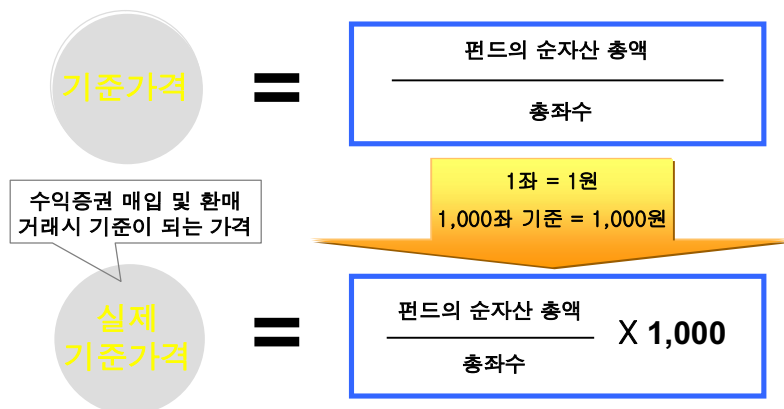 기준가격
=
펀드의 순자산 총액
총좌수
수익증권 매입 및 환매
거래시 기준이 되는 가격
1좌 = 1원
1,000좌 기준 = 1,000원
실제
기준가격
=
펀드의 순자산 총액
총좌수
X 1,000